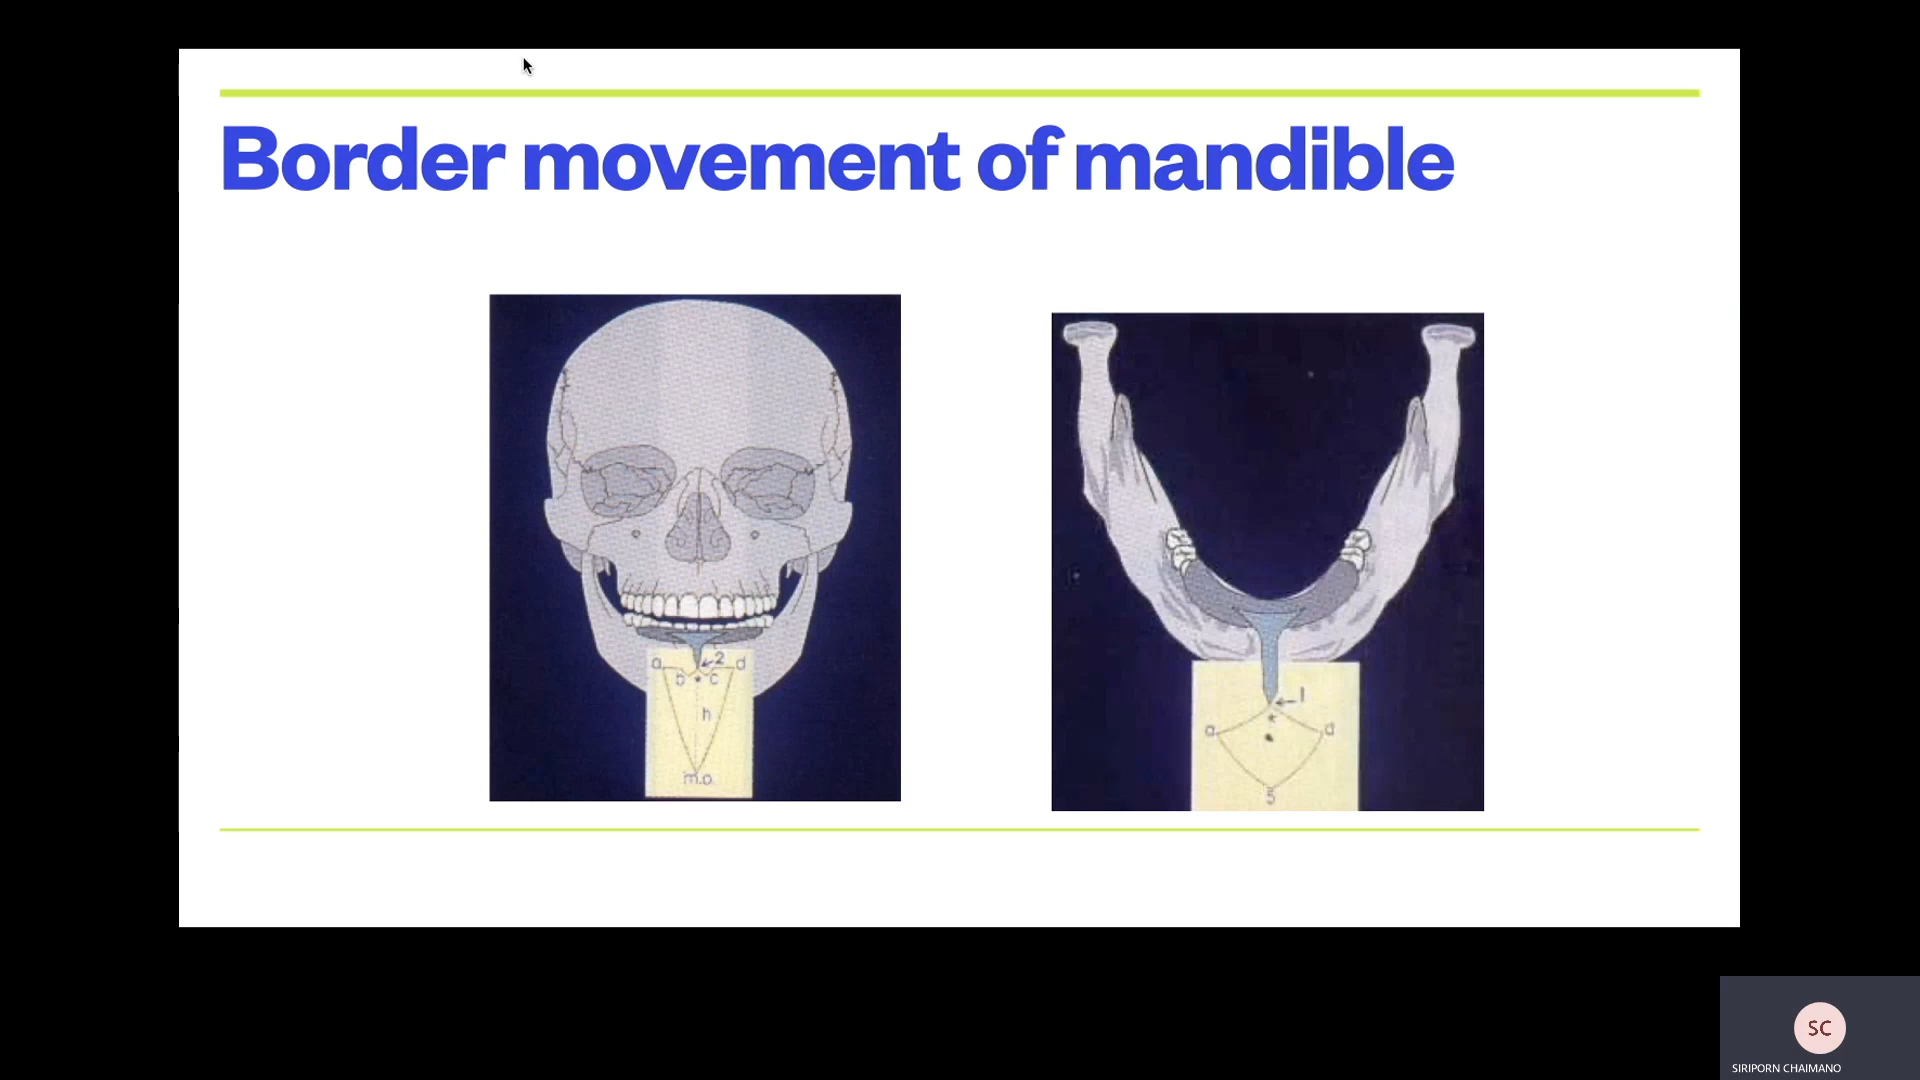 Border movement of mandible
a 2 d
b * c
h
m.o.
1
*
a d
5
SC
SIRIPORN CHAIMANO